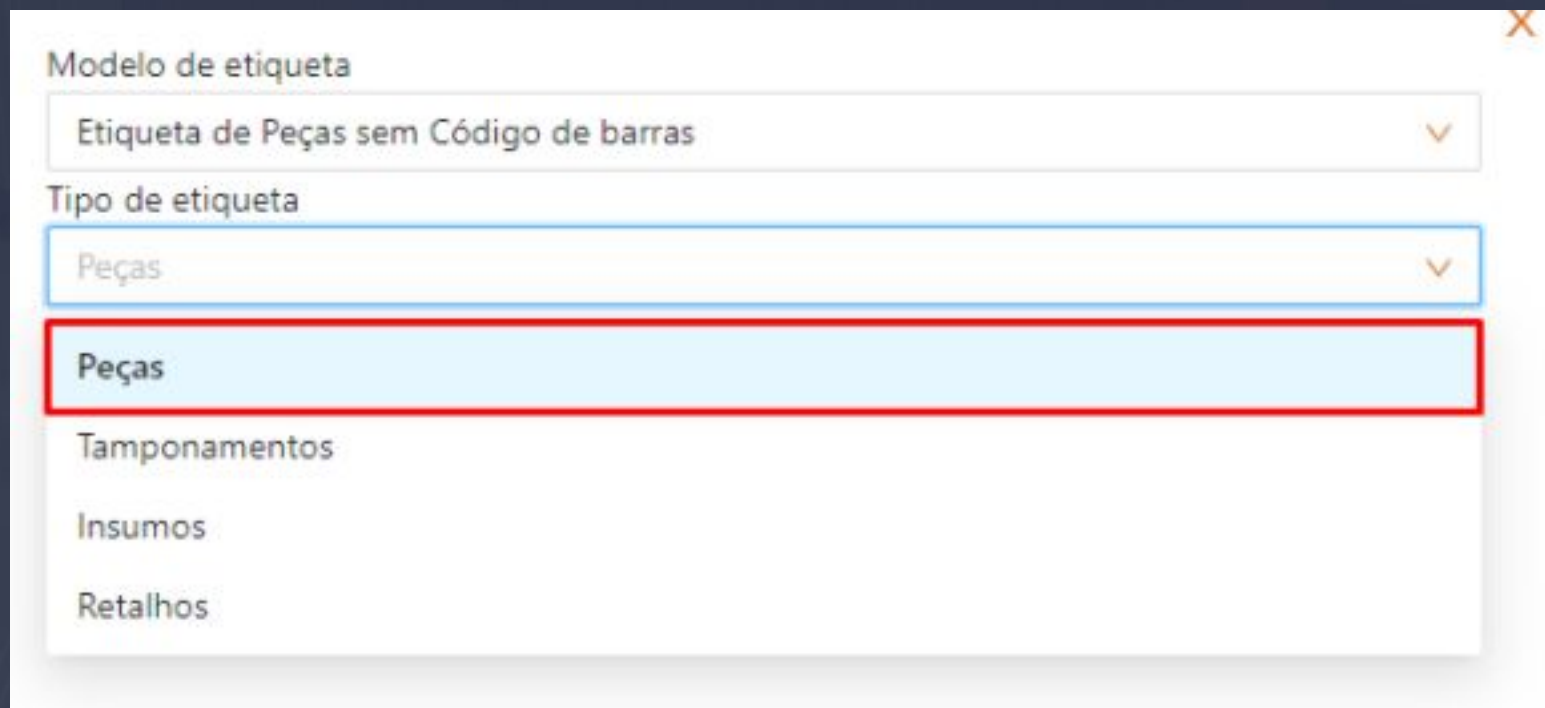 X
Modelo de etiqueta
Etiqueta de Peças sem Código de barras
Tipo de etiqueta
Peças
Peças
Tamponamentos
Insumos
Retalhos